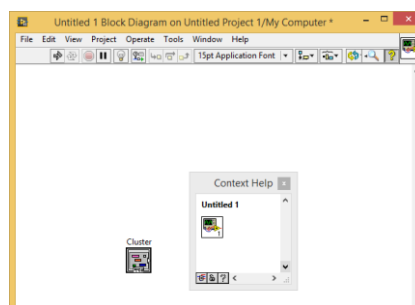 Untitled 1 Block Diagram on Untitled Project 1/My Computer *
File Edit View Project Operate Tools Window Help
15pt Application Font
Context Help
Untitled 1
Cluster